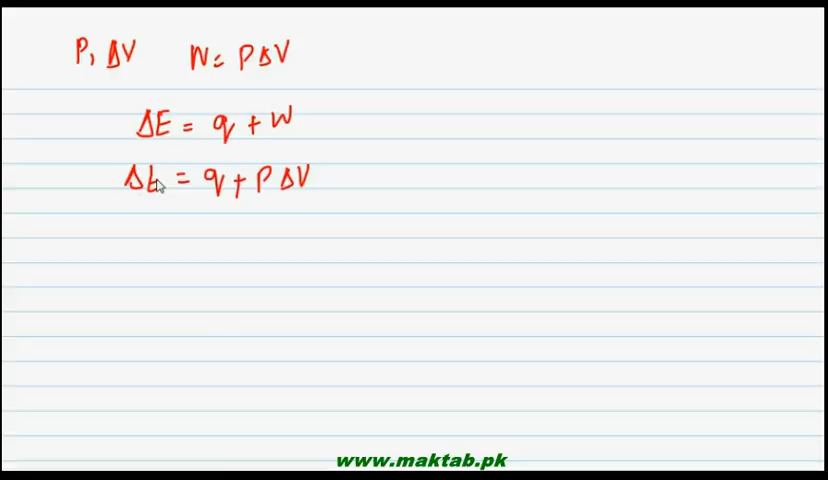 P, ΔV W = PΔV
ΔE = q + W
ΔE = q + PΔV
www.maktab.pk